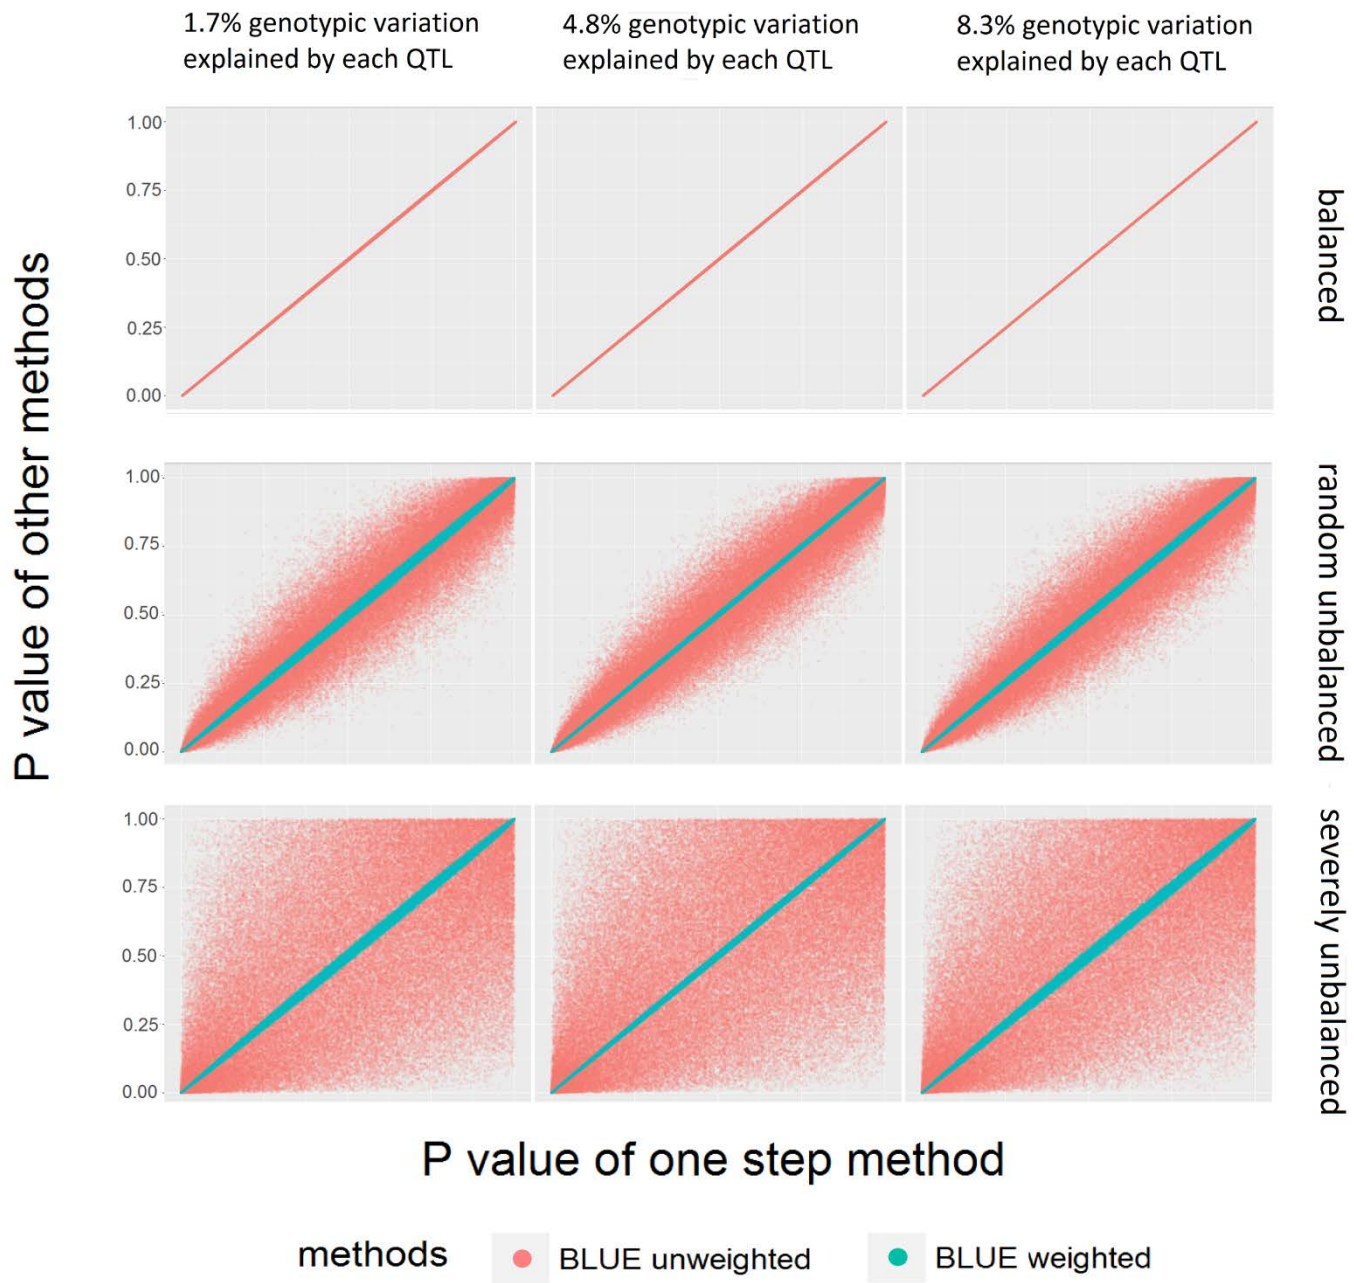 1.7% genotypic variation
explained by each QTL
4.8% genotypic variation
explained by each QTL
8.3% genotypic variation
explained by each QTL
P value of other methods
1.00
0.75
0.50
0.25
0.00
balanced
1.00
0.75
0.50
0.25
0.00
random unbalanced
1.00
0.75
0.50
0.25
0.00
severely unbalanced
P value of one step method
methods BLUE unweighted BLUE weighted